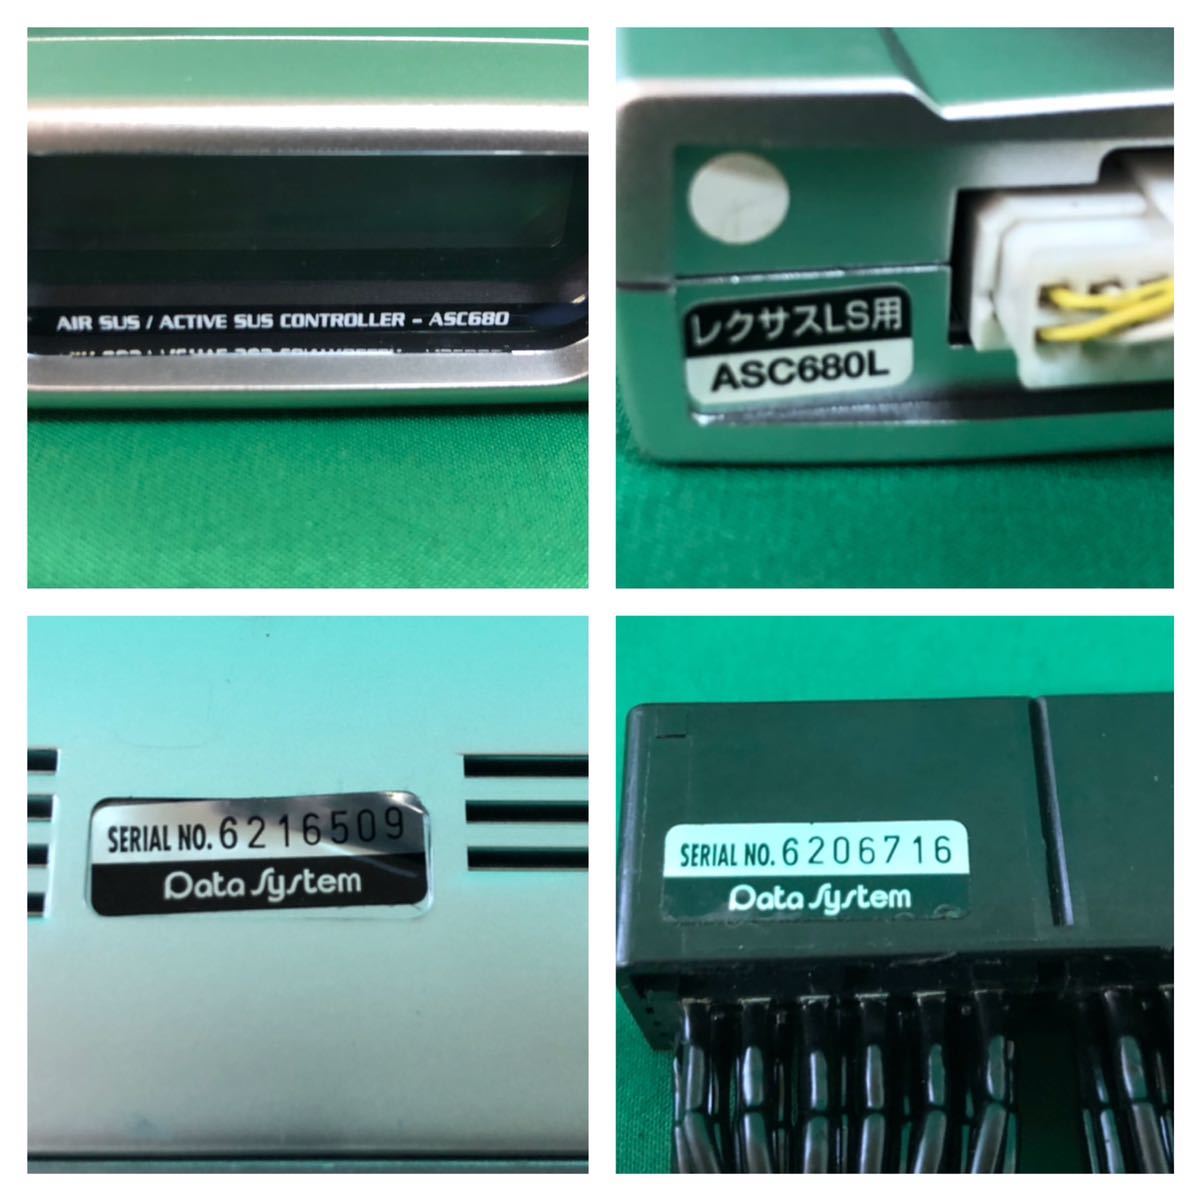 AIR SUS / ACTIVE SUS CONTROLLER - ASC680
レクサスLS用
ASC680L
SERIAL NO. 6216509
Data System
SERIAL NO. 6206716
Data System